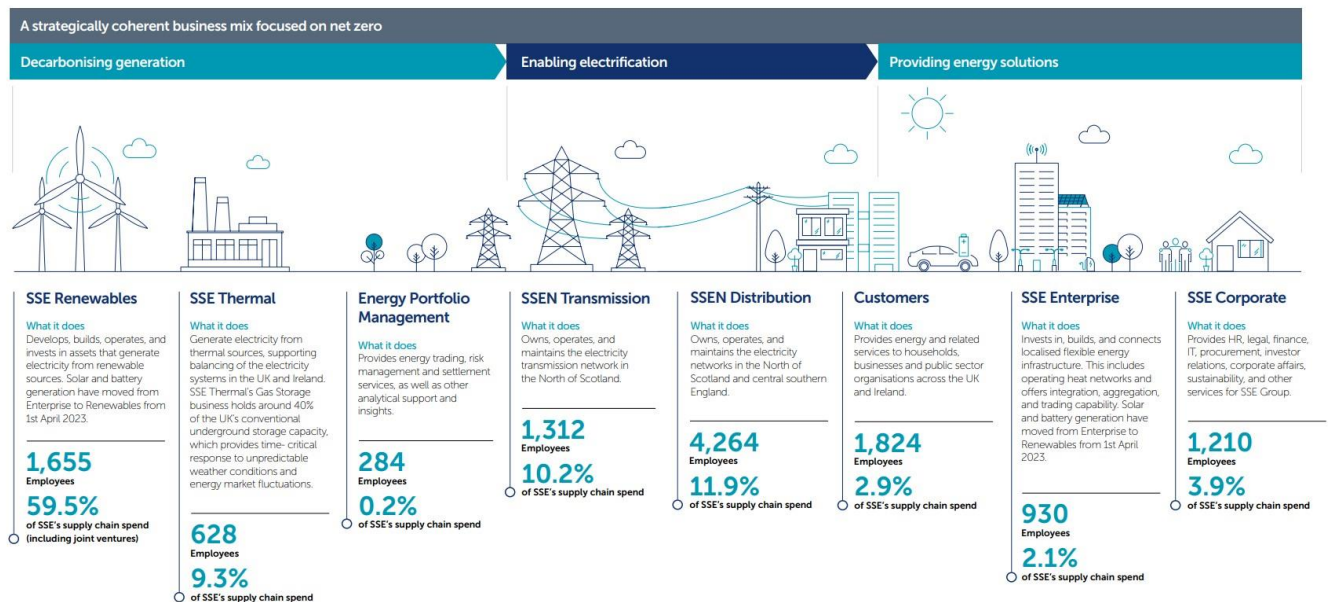 A strategically coherent business mix focused on net zero
Decarbonising generation
Enabling electrification
Providing energy solutions
SSE Renewables
What it does
Develops, builds, operates, and
invests in assets that generate
electricity from renewable
sources. Solar and battery
generation have moved from
Enterprise to Renewables from
1st April 2023.
1,655
Employees
59.5%
of SSE's supply chain spend
(including joint ventures)
SSE Thermal
What it does
Generate electricity from
thermal sources, supporting
balancing of the electricity
systems in the UK and Ireland.
SSE Thermal's Gas Storage
business holds around 40%
of the UK's conventional
underground storage capacity,
which provides time- critical
response to unpredictable
weather conditions and
energy market fluctuations.
628
Employees
9.3%
of SSE's supply chain spend
Energy Portfolio
Management
What it does
Provides energy trading, risk
management and settlement
services, as well as other
analytical support and
insights.
284
Employees
0.2%
of SSE's supply chain spend
SSEN Transmission
What it does
Owns, operates, and
maintains the electricity
transmission network in
the North of Scotland.
1,312
Employees
10.2%
of SSE's supply chain spend
SSEN Distribution
What it does
Owns, operates, and
maintains the electricity
networks in the North of
Scotland and central southern
England.
4,264
Employees
11.9%
of SSE's supply chain spend
Customers
What it does
Provides energy and related
services to households,
businesses and public sector
organisations across the UK
and Ireland.
1,824
Employees
2.9%
of SSE's supply chain spend
SSE Enterprise
What it does
Invests in, builds, and connects
localised flexible energy
infrastructure. This includes
operating heat networks and
offers integration, aggregation,
and trading capability. Solar
and battery generation have
moved from Enterprise to
Renewables from 1st April
2023.
930
Employees
2.1%
of SSE's supply chain spend
SSE Corporate
What it does
Provides HR, legal, finance,
IT, procurement, investor
relations, corporate affairs,
sustainability, and other
services for SSE Group.
1,210
Employees
3.9%
of SSE's supply chain spend